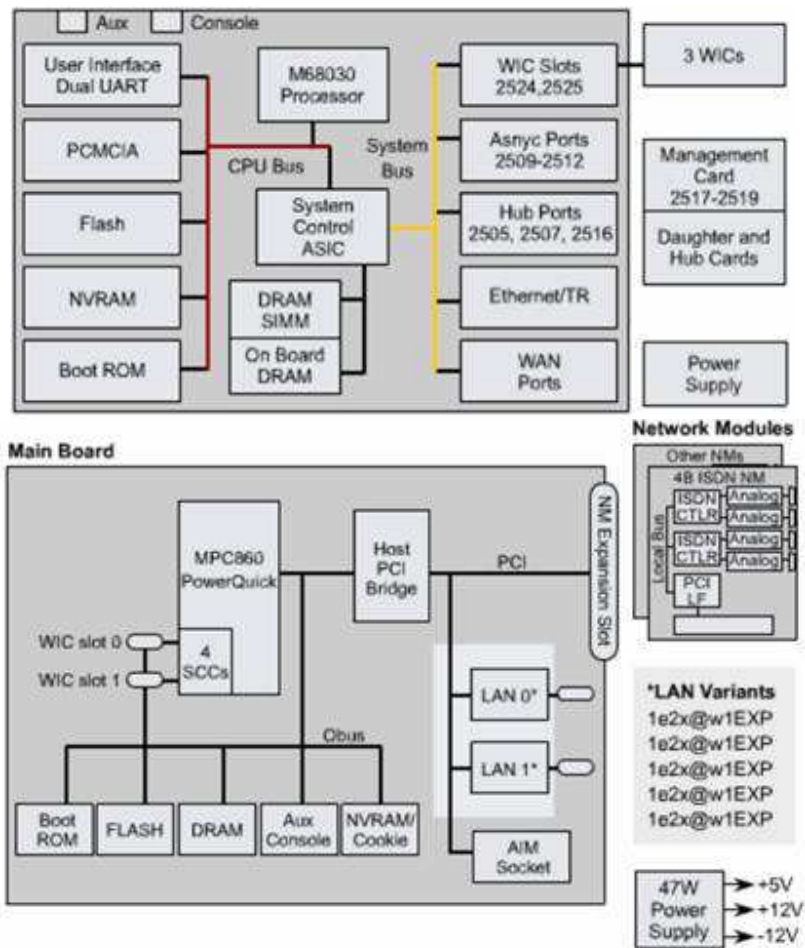 Aux
Console
User Interface
Dual UART
PCMCIA
Flash
NVRAM
Boot ROM
M68030
Processor
CPU Bus
System
Bus
System
Control
ASIC
DRAM
SIMM
On Board
DRAM
WIC Slots
2524,2525
Asnyc Ports
2509-2512
Hub Ports
2505, 2507, 2516
Ethernet/TR
WAN
Ports
3 WICs
Management
Card
2517-2519
Daughter and
Hub Cards
Power
Supply
Main Board
MPC860
PowerQuick
4
SCCs
WIC slot 0
WIC slot 1
Host
PCI
Bridge
PCI
NM Expansion Slot
LAN 0*
LAN 1*
AIM
Socket
Obus
Boot
ROM
FLASH
DRAM
Aux
Console
NVRAM/
Cookie
Network Modules
Other NMs
4B ISDN NM
Local Bus
ISDN
CTLR
Analog
Analog
ISDN
CTLR
Analog
Analog
PCI
LF
*LAN Variants
1e2x@w1EXP
1e2x@w1EXP
1e2x@w1EXP
1e2x@w1EXP
1e2x@w1EXP
47W
Power
Supply
+5V
+12V
-12V